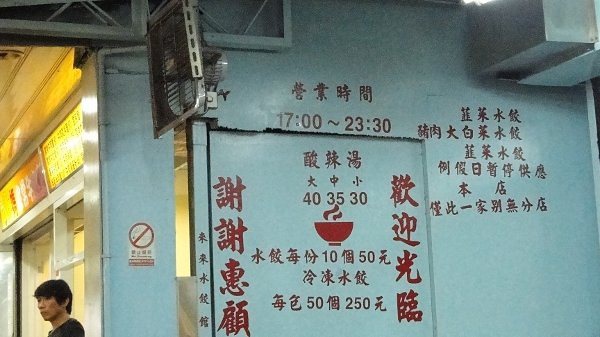 營業時間
17:00～23:30
酸辣湯
大中小
40 35 30
水餃每份10個50元
冷凍水餃
每包50個250元
歡迎光臨
謝謝惠顧
來來水餃館
韮菜水餃
豬肉大白菜水餃
韮菜水餃
例假日暫停供應
本店
僅此一家別無分店